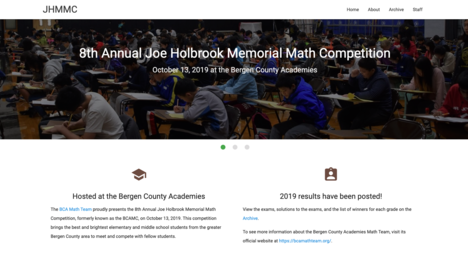 JHMMC
Home About Archive Staff
8th Annual Joe Holbrook Memorial Math Competition
October 13, 2019 at the Bergen County Academies
Hosted at the Bergen County Academies
The BCA Math Team proudly presents the 8th Annual Joe Holbrook Memorial Math
Competition, formerly known as the BCAMC, on October 13, 2019. This competition
brings the best and brightest elementary and middle school students from the greater
Bergen County area to meet and compete with fellow students.
2019 results have been posted!
View the exams, solutions to the exams, and the list of winners for each grade on the
Archive.
To see more information about the Bergen County Academies Math Team, visit its
official website at https://bcamathteam.org/.